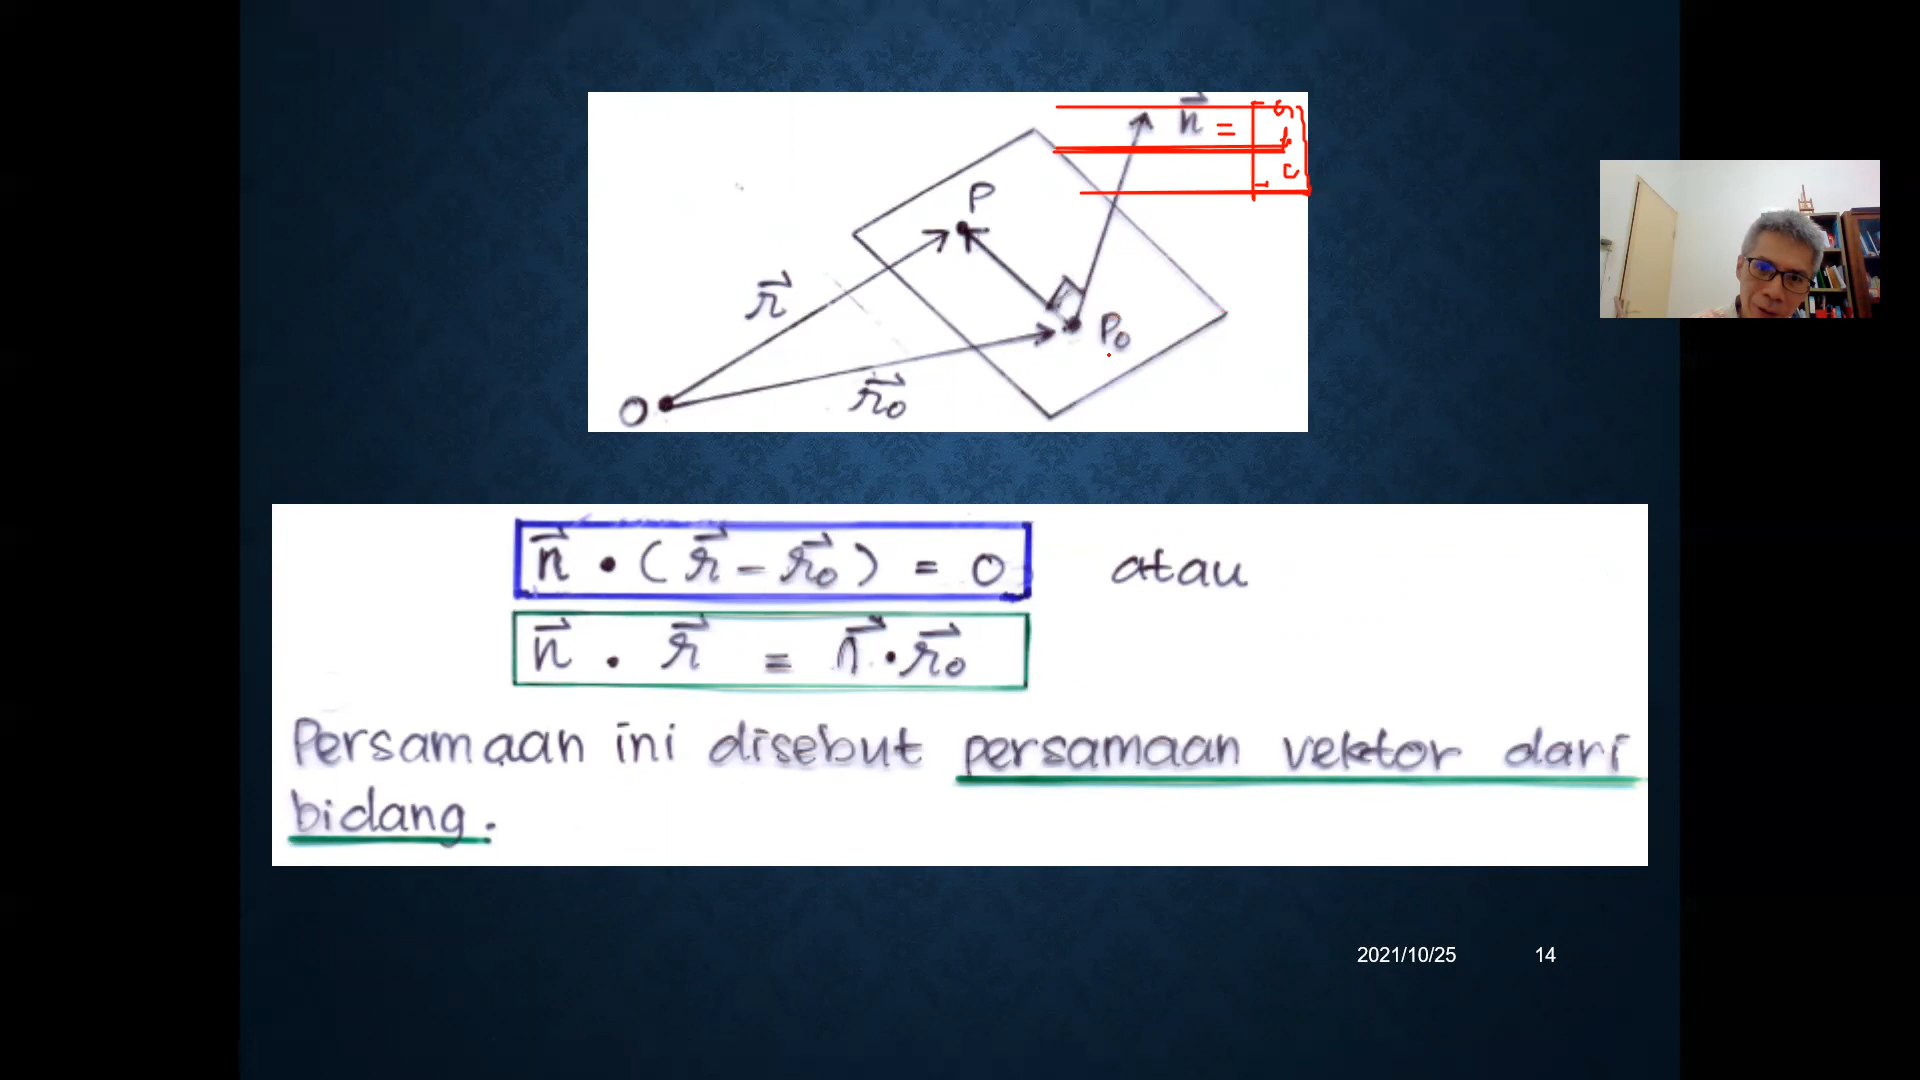 n⃗ = [a b c]
P
r⃗
P₀
r⃗₀
O
n⃗ • (r⃗ – r⃗₀) = 0 atau
n⃗ . r⃗ = n⃗ • r⃗₀
Persamaan ini disebut persamaan vektor dari
bidang.
2021/10/25 14